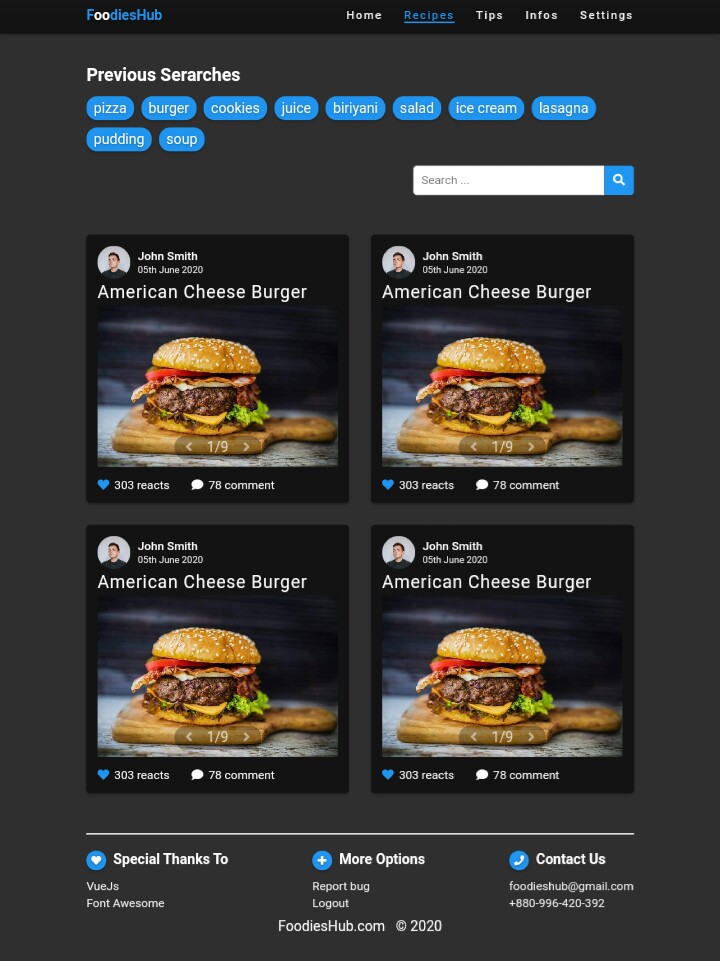 FoodiesHub Home Recipes Tips Infos Settings
Previous Serarches
pizza burger cookies juice biriyani salad ice cream lasagna
pudding soup
Search ...
John Smith
05th June 2020
American Cheese Burger
1/9
303 reacts 78 comment
John Smith
05th June 2020
American Cheese Burger
1/9
303 reacts 78 comment
John Smith
05th June 2020
American Cheese Burger
1/9
303 reacts 78 comment
John Smith
05th June 2020
American Cheese Burger
1/9
303 reacts 78 comment
Special Thanks To
VueJs
Font Awesome
More Options
Report bug
Logout
Contact Us
foodieshub@gmail.com
+880-996-420-392
FoodiesHub.com © 2020